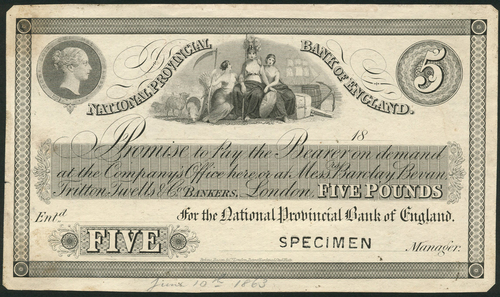 NATIONAL PROVINCIAL BANK OF ENGLAND.
5
18
I Promise to Pay the Bearer on demand
at the Company's Office here, or at Messrs Barclay, Bevan,
Tritton, Twells & Co. BANKERS, London, FIVE POUNDS
Entd
For the National Provincial Bank of England.
FIVE
SPECIMEN
Manager.
June 10th 1863